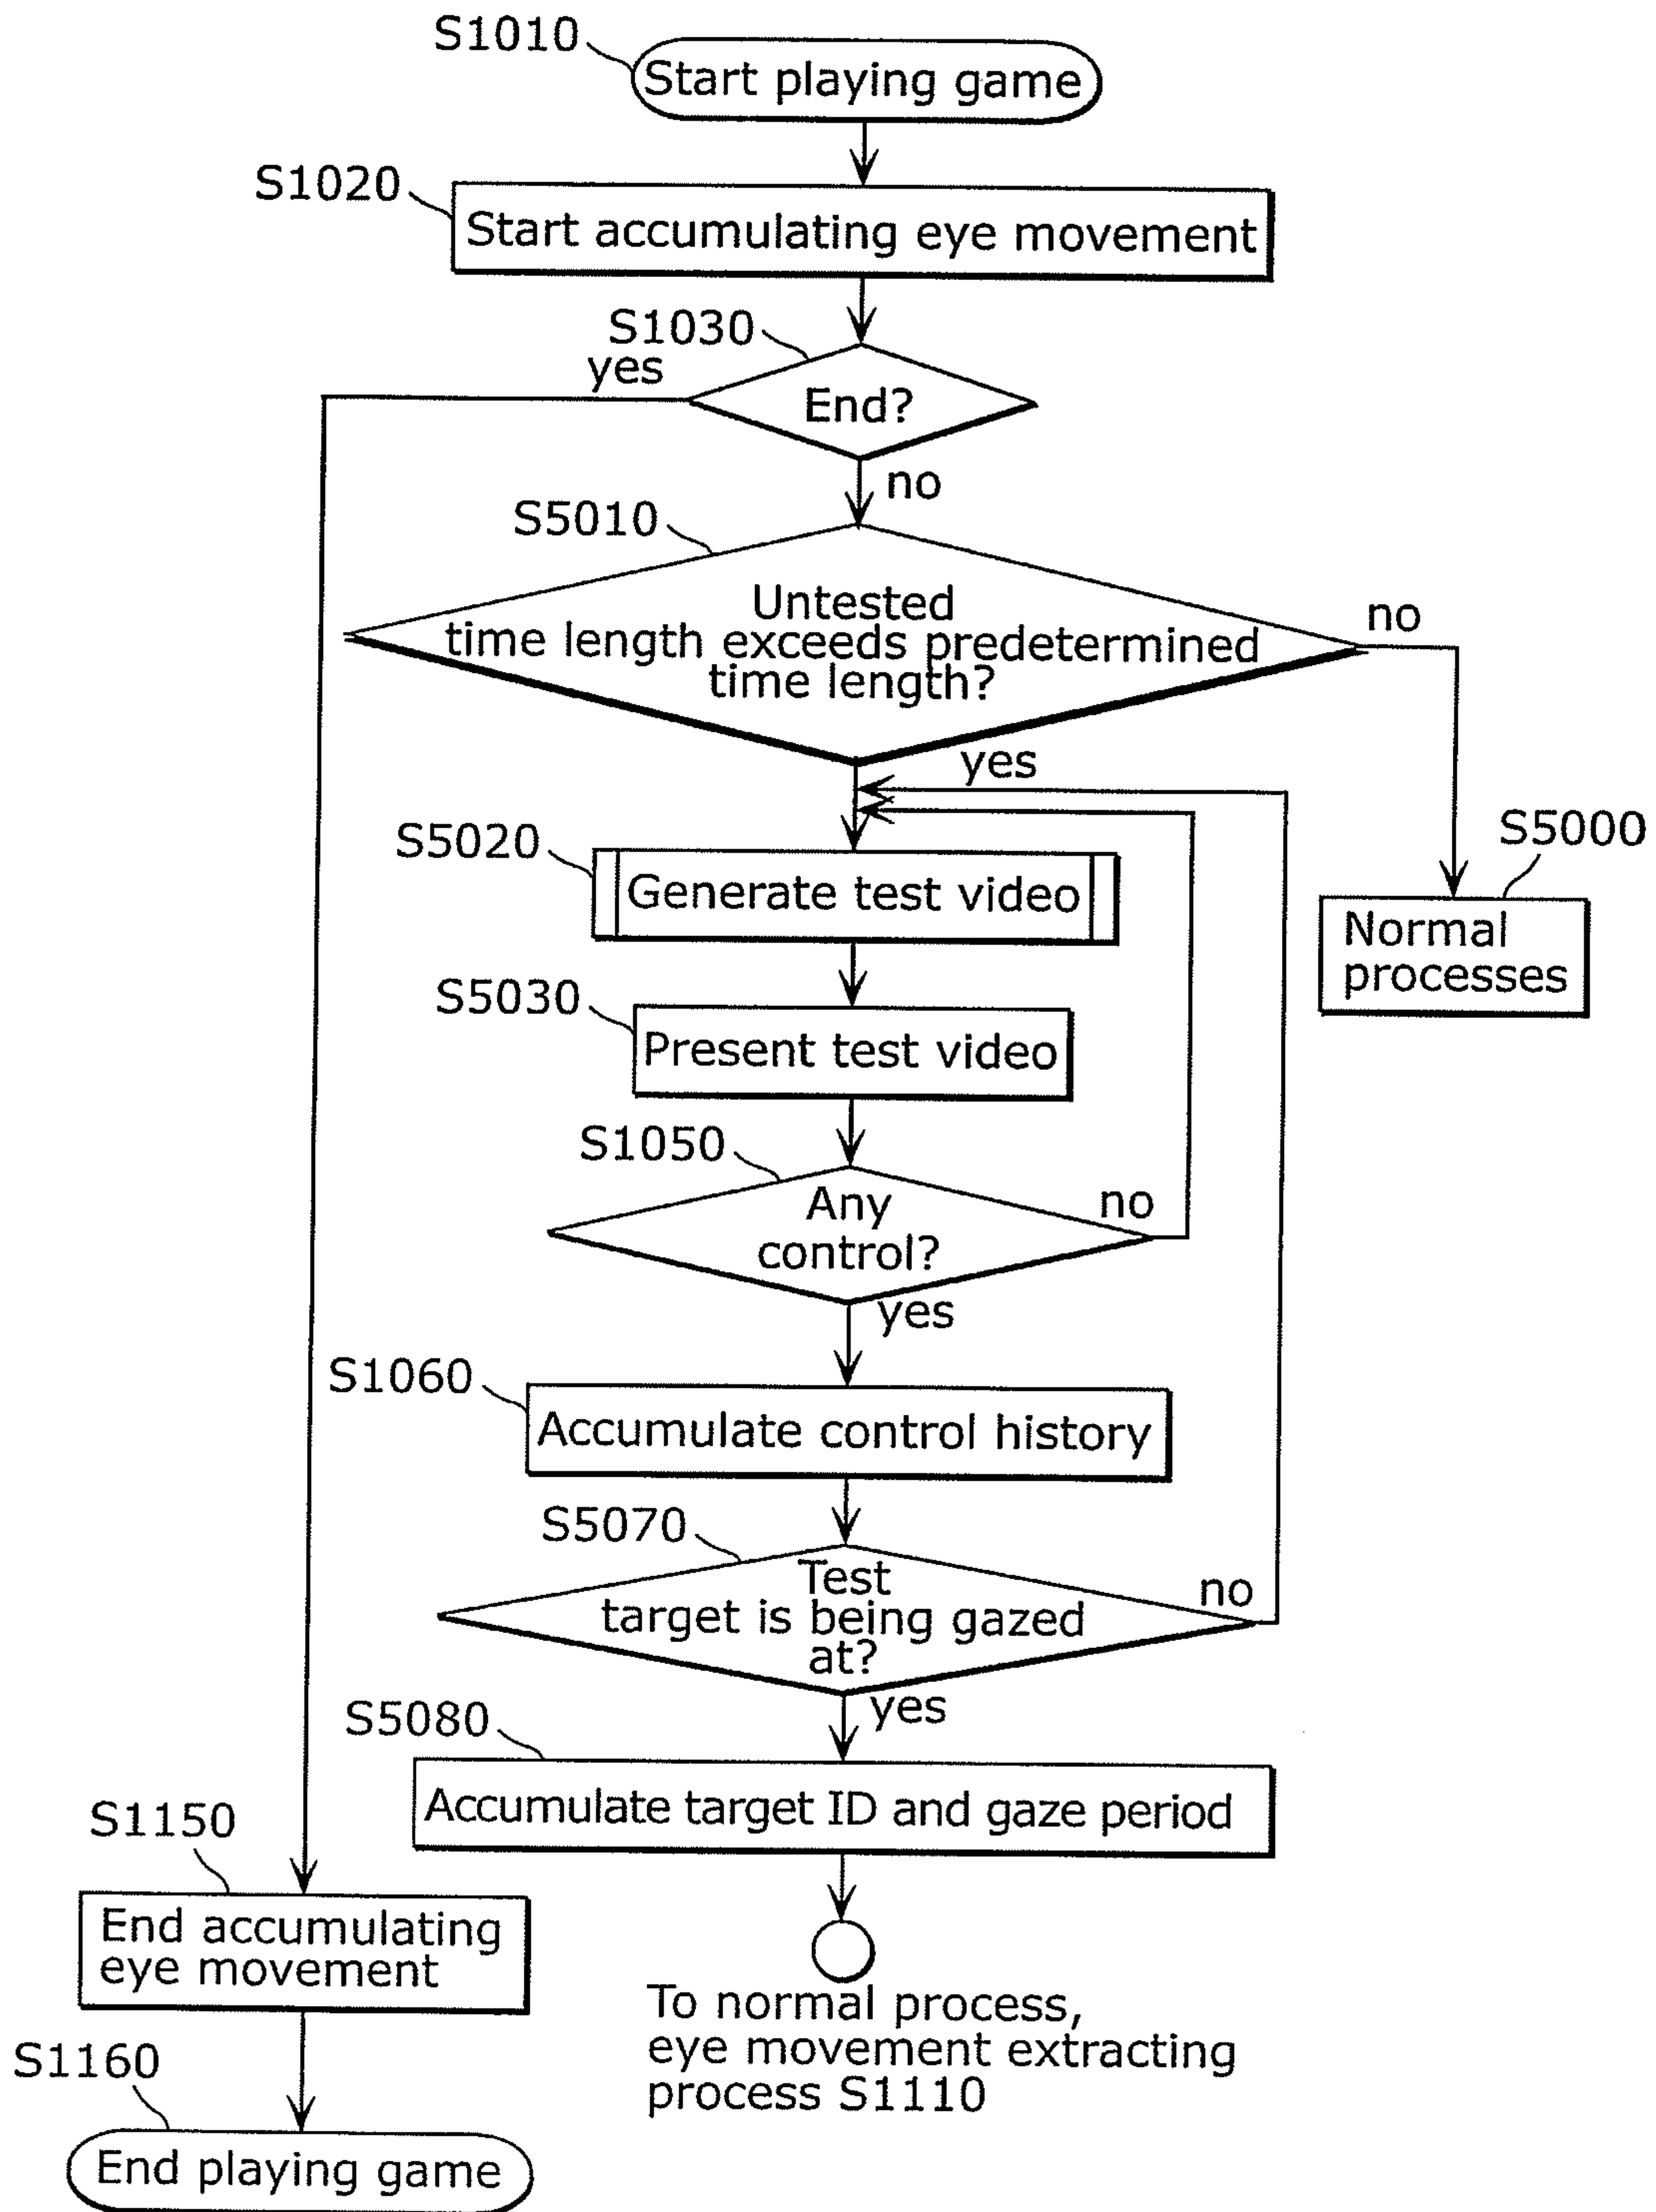 S1010
Start playing game
S1020
Start accumulating eye movement
S1030
yes
End?
no
S5010
Untested
time length exceeds predetermined
time length?
no
yes
S5020
Generate test video
S5000
Normal
processes
S5030
Present test video
S1050
Any
control?
no
yes
S1060
Accumulate control history
S5070
Test
target is being gazed
at?
no
yes
S5080
Accumulate target ID and gaze period
S1150
End accumulating
eye movement
To normal process,
eye movement extracting
process S1110
S1160
End playing game